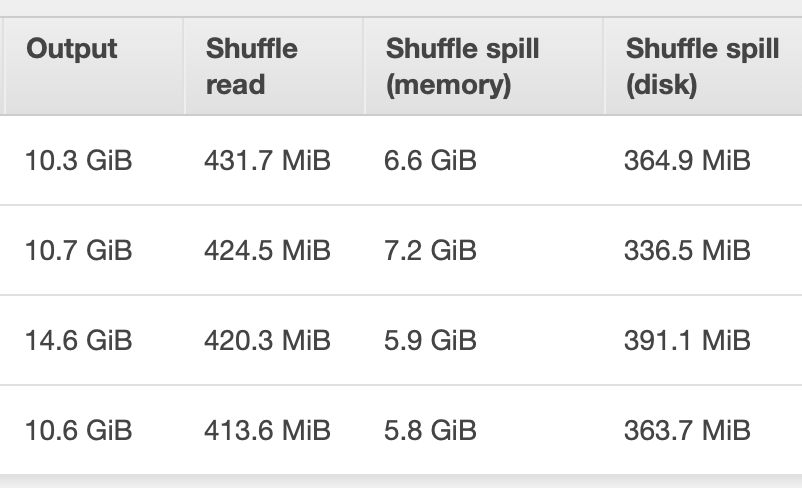 Output Shuffle read Shuffle spill (memory) Shuffle spill (disk)
10.3 GiB 431.7 MiB 6.6 GiB 364.9 MiB
10.7 GiB 424.5 MiB 7.2 GiB 336.5 MiB
14.6 GiB 420.3 MiB 5.9 GiB 391.1 MiB
10.6 GiB 413.6 MiB 5.8 GiB 363.7 MiB